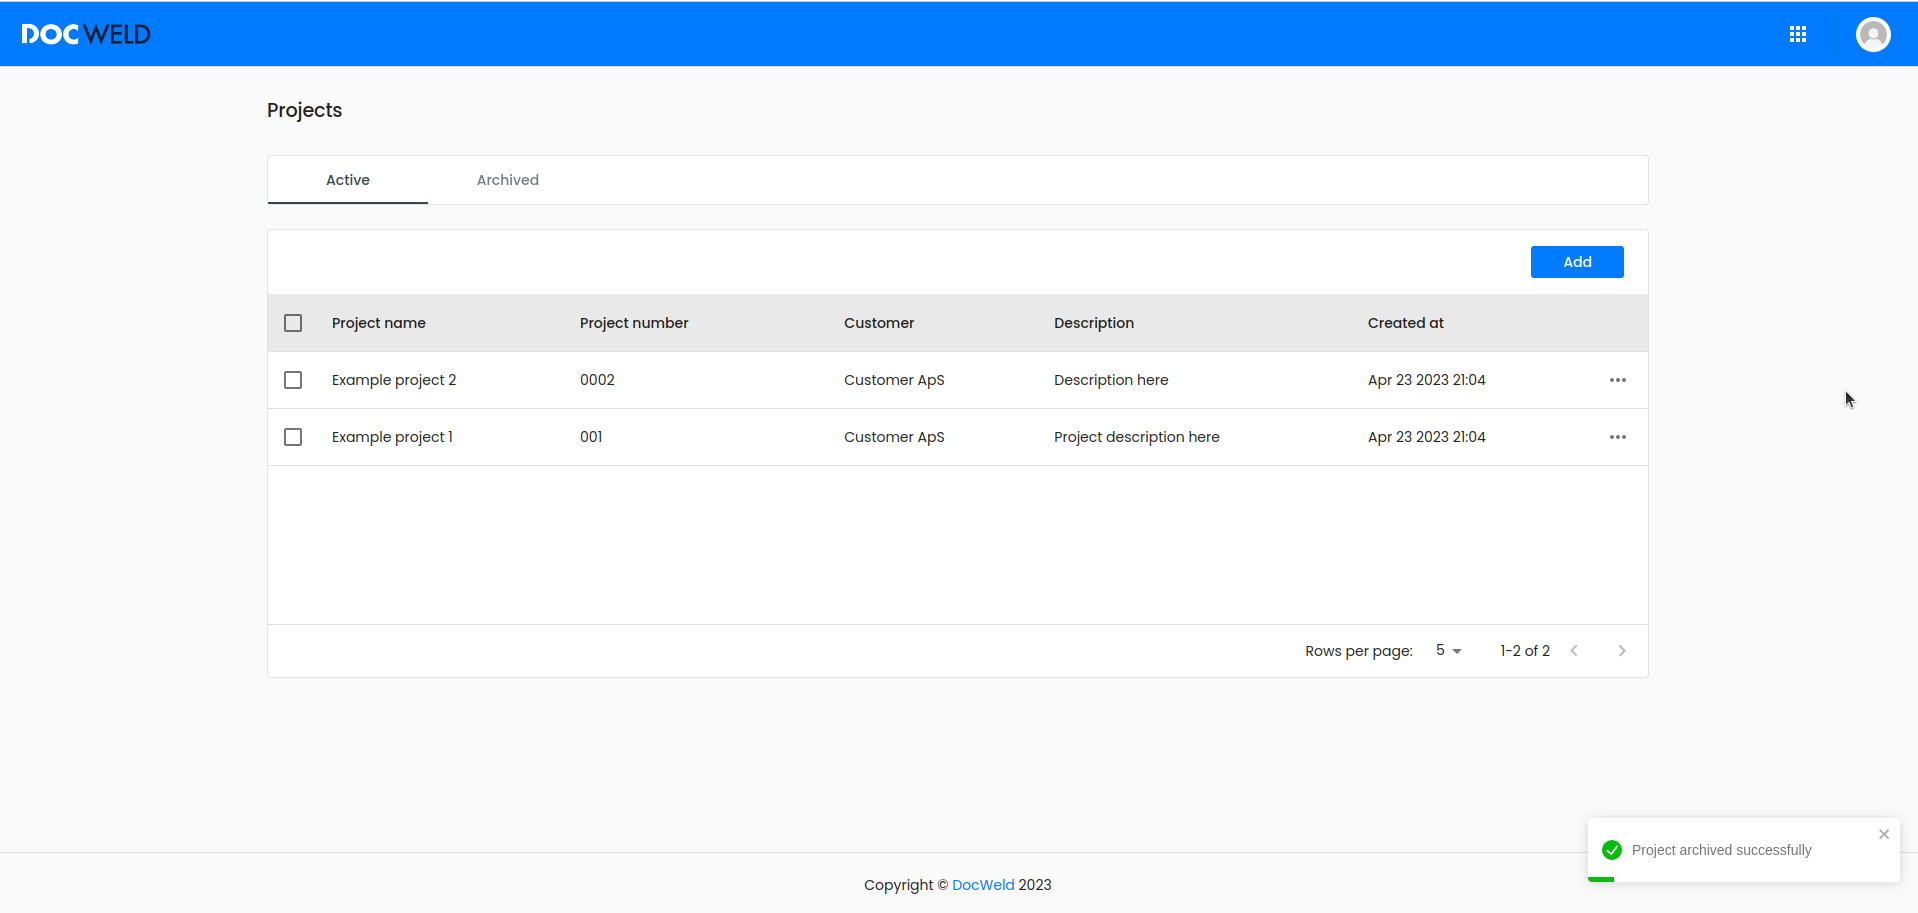 DOCWELD
Projects
Active Archived
Add
Project name Project number Customer Description Created at
Example project 2 0002 Customer ApS Description here Apr 23 2023 21:04
Example project 1 001 Customer ApS Project description here Apr 23 2023 21:04
Rows per page: 5 1-2 of 2
Project archived successfully
Copyright © DocWeld 2023